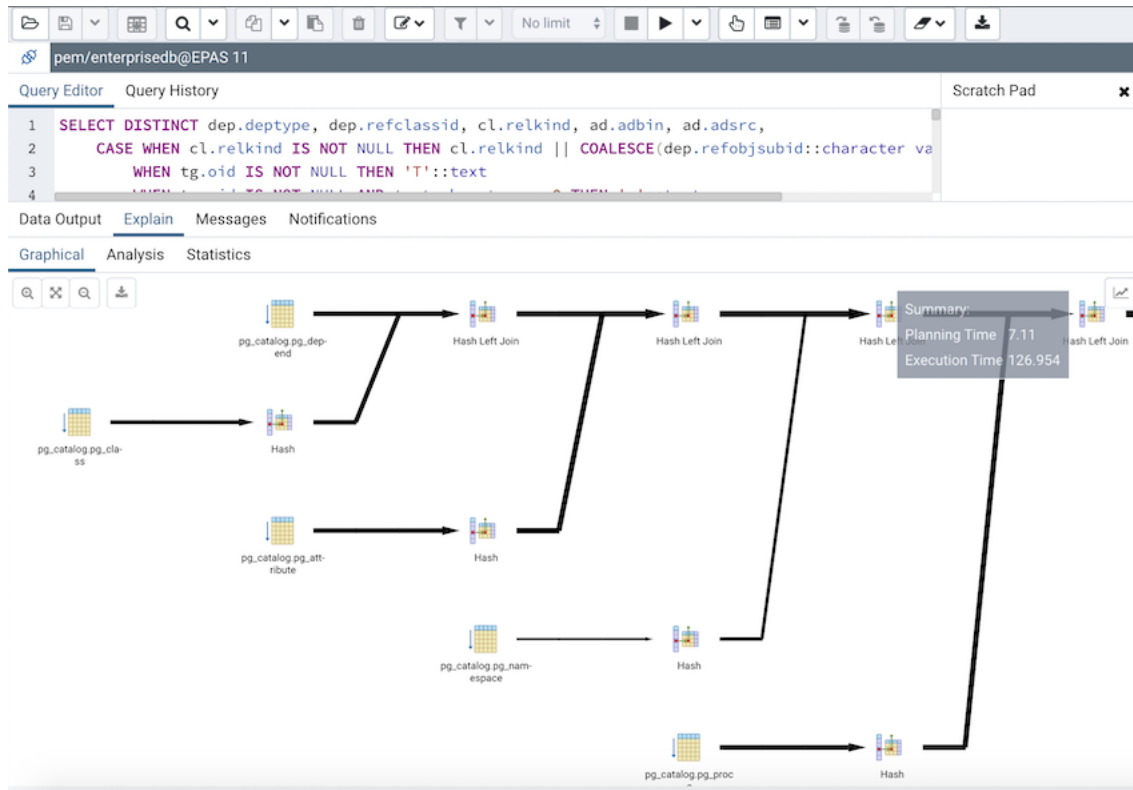 No limit
pem/enterprisedb@EPAS 11
Query Editor Query History Scratch Pad
1 SELECT DISTINCT dep.deptype, dep.refclassid, cl.relkind, ad.adbin, ad.adsrc,
2 CASE WHEN cl.relkind IS NOT NULL THEN cl.relkind || COALESCE(dep.refobjsubid::character va
3 WHEN tg.oid IS NOT NULL THEN 'T'::text
4
Data Output Explain Messages Notifications
Graphical Analysis Statistics
Summary:
Planning Time 7.11
Execution Time 126.954
pg_catalog.pg_dep-
end
Hash Left Join
Hash Left Join
Hash Left Join
Hash Left Join
pg_catalog.pg_cla-
ss
Hash
pg_catalog.pg_att-
ribute
Hash
pg_catalog.pg_nam-
espace
Hash
pg_catalog.pg_proc
Hash